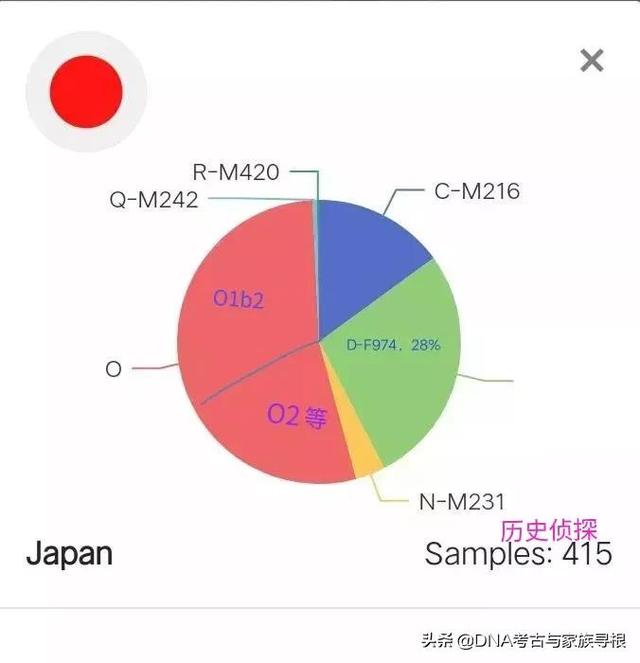 R-M420
Q-M242
C-M216
O1b2
D-F974，28%
O
O2 等
N-M231
历史侦探
Japan
Samples: 415
头条 @DNA考古与家族寻根